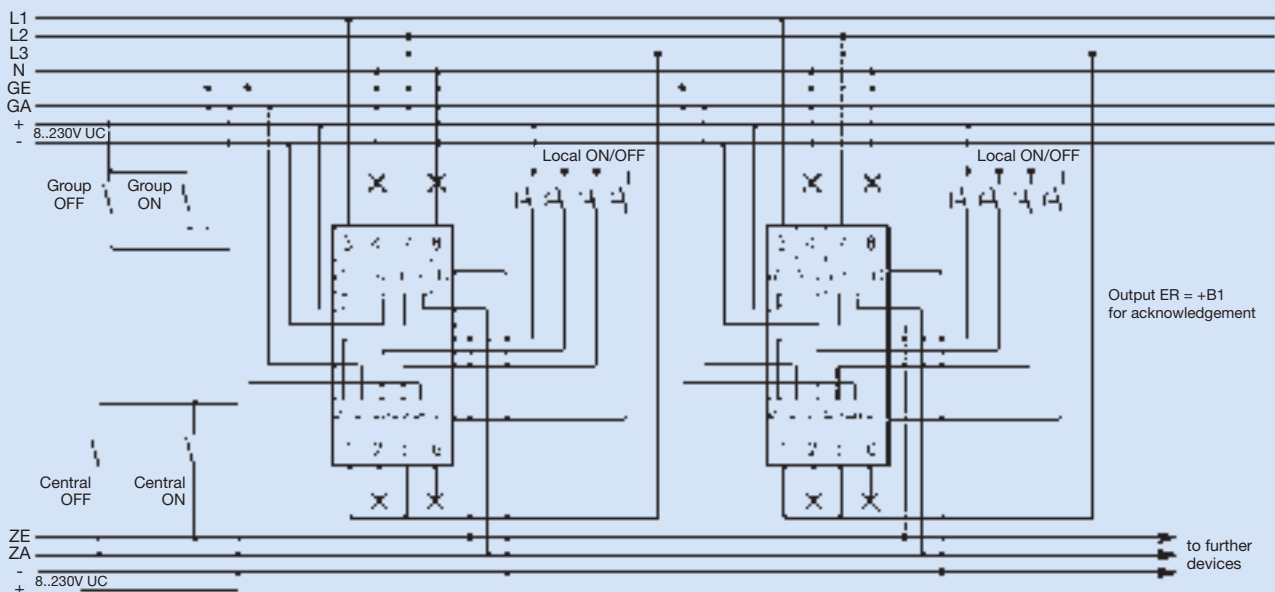 L1
L2
L3
N
GE
GA
+
8..230V UC
-
Local ON/OFF
Local ON/OFF
Group
OFF
Group
ON
Output ER = +B1
for acknowledgement
Central
OFF
Central
ON
ZE
ZA
to further
devices
-
8..230V UC
+